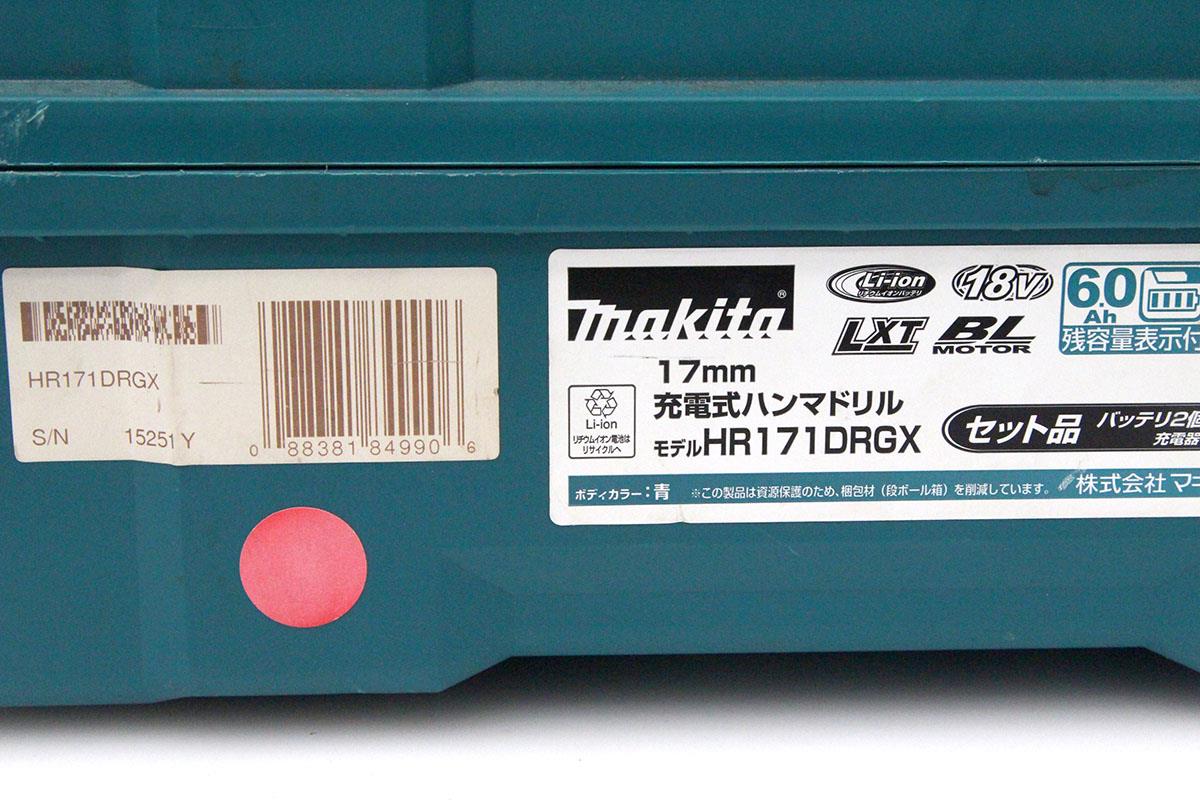 HR171DRGX
S/N 15251 Y
0 88381 84990 6
makita®
Li-ion
リチウムイオンバッテリ
18V
LXT
BL
MOTOR
6.0
Ah
残容量表示付
17mm
充電式ハンマドリル
モデルHR171DRGX
Li-ion
リチウムイオン電池は
リサイクルへ
セット品
バッテリ2個
充電器
ボディカラー：青
※この製品は資源保護のため、梱包材（段ボール箱）を削減しています。
株式会社マキ